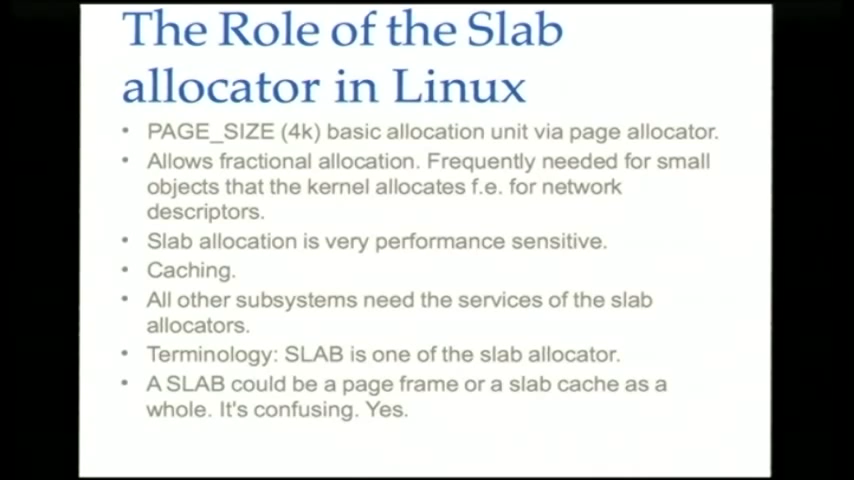 The Role of the Slab
allocator in Linux
• PAGE_SIZE (4k) basic allocation unit via page allocator.
• Allows fractional allocation. Frequently needed for small
objects that the kernel allocates f.e. for network
descriptors.
• Slab allocation is very performance sensitive.
• Caching.
• All other subsystems need the services of the slab
allocators.
• Terminology: SLAB is one of the slab allocator.
• A SLAB could be a page frame or a slab cache as a
whole. It's confusing. Yes.